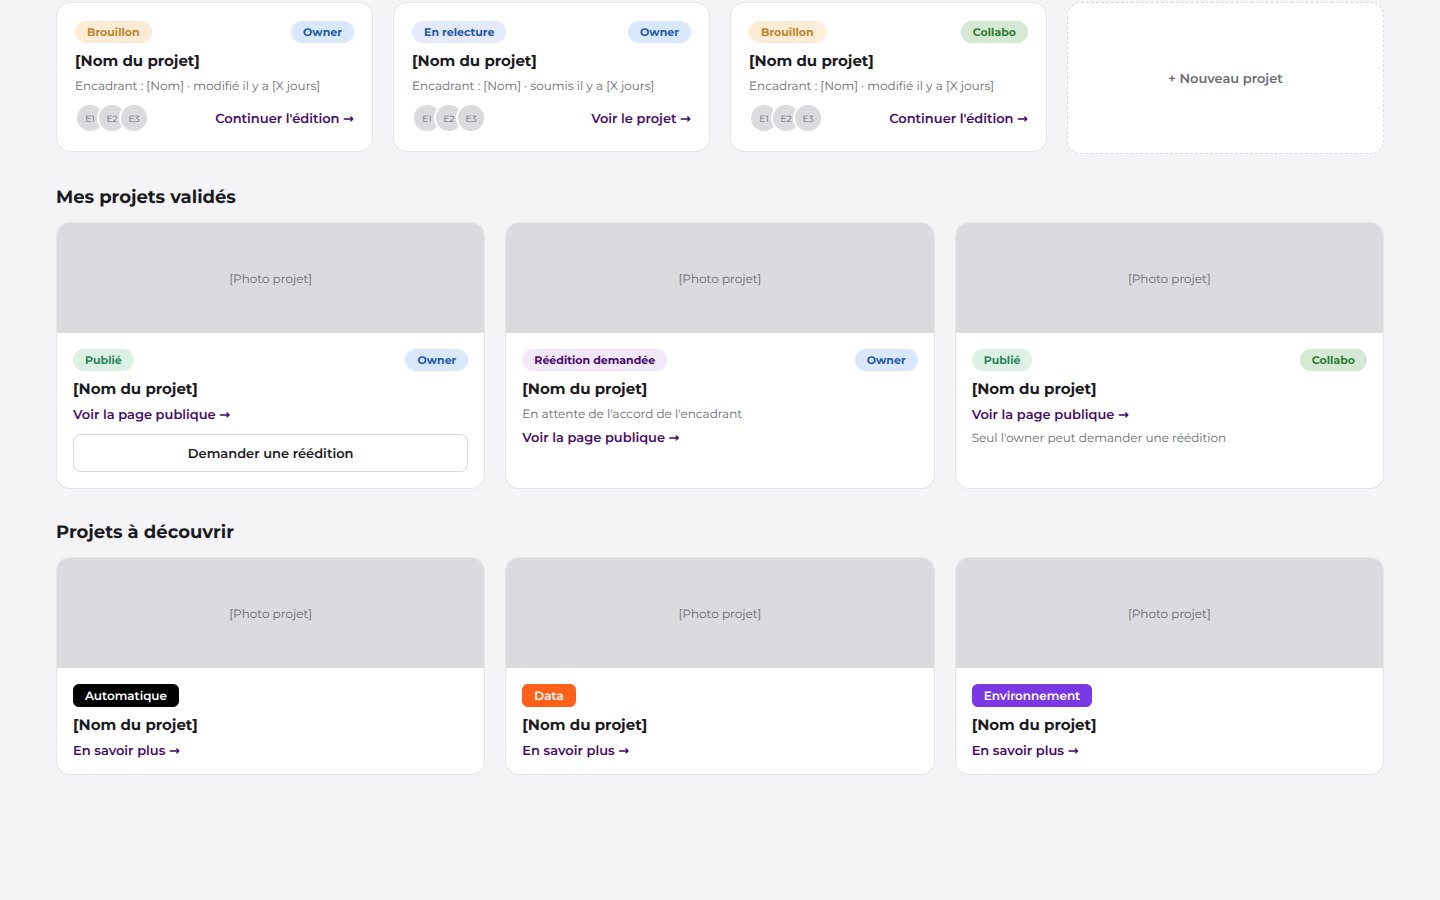 Brouillon Owner
[Nom du projet]
Encadrant : [Nom] · modifié il y a [X jours]
E1 E2 E3 Continuer l'édition →
En relecture Owner
[Nom du projet]
Encadrant : [Nom] · soumis il y a [X jours]
E1 E2 E3 Voir le projet →
Brouillon Collabo
[Nom du projet]
Encadrant : [Nom] · modifié il y a [X jours]
E1 E2 E3 Continuer l'édition →
+ Nouveau projet
Mes projets validés
[Photo projet]
Publié Owner
[Nom du projet]
Voir la page publique →
Demander une réédition
[Photo projet]
Réédition demandée Owner
[Nom du projet]
En attente de l'accord de l'encadrant
Voir la page publique →
[Photo projet]
Publié Collabo
[Nom du projet]
Voir la page publique →
Seul l'owner peut demander une réédition
Projets à découvrir
[Photo projet]
Automatique
[Nom du projet]
En savoir plus →
[Photo projet]
Data
[Nom du projet]
En savoir plus →
[Photo projet]
Environnement
[Nom du projet]
En savoir plus →